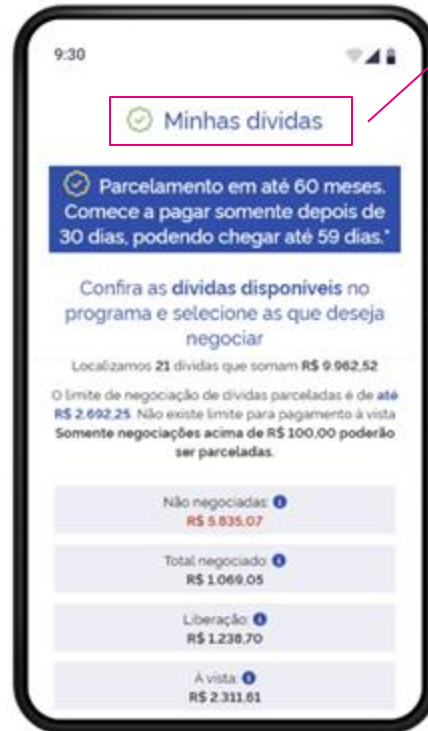 9:30
Minhas dívidas
Parcelamento em até 60 meses.
Comece a pagar somente depois de
30 dias, podendo chegar até 59 dias.*
Confira as dívidas disponíveis no
programa e selecione as que deseja
negociar
Localizamos 21 dívidas que somam R$ 9.962,52
O limite de negociação de dívidas parceladas é de até
R$ 2.692,25. Não existe limite para pagamento à vista
Somente negociações acima de R$ 100,00 poderão
ser parceladas.
Não negociadas:
R$ 5.835,07
Total negociado:
R$ 1.069,05
Liberação:
R$ 1.238,70
À vista:
R$ 2.311,61